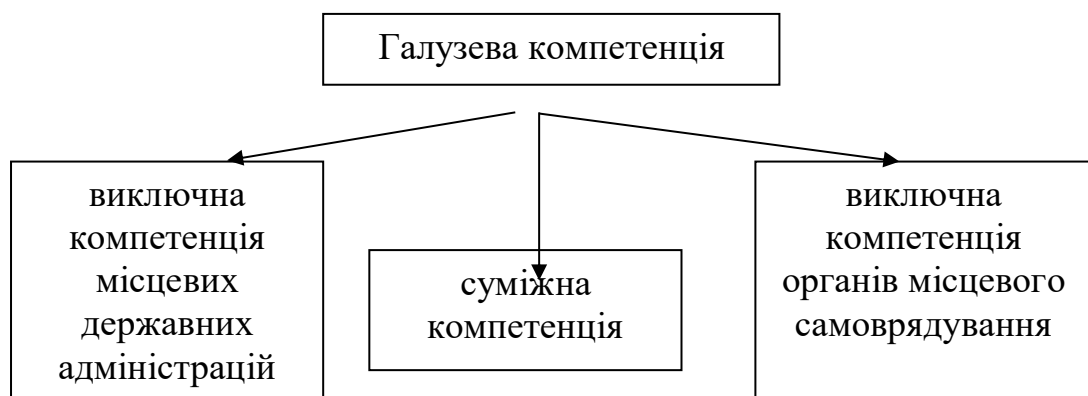 Галузева компетенція
виключна
компетенція
місцевих
державних
адміністрацій
суміжна
компетенція
виключна
компетенція
органів місцевого
самоврядування